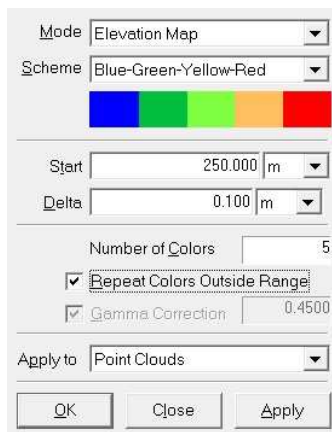 Mode Elevation Map
Scheme Blue-Green-Yellow-Red
Start 250.000 m
Delta 0.100 m
Number of Colors 5
Repeat Colors Outside Range
Gamma Correction 0.4500
Apply to Point Clouds
OK Close Apply